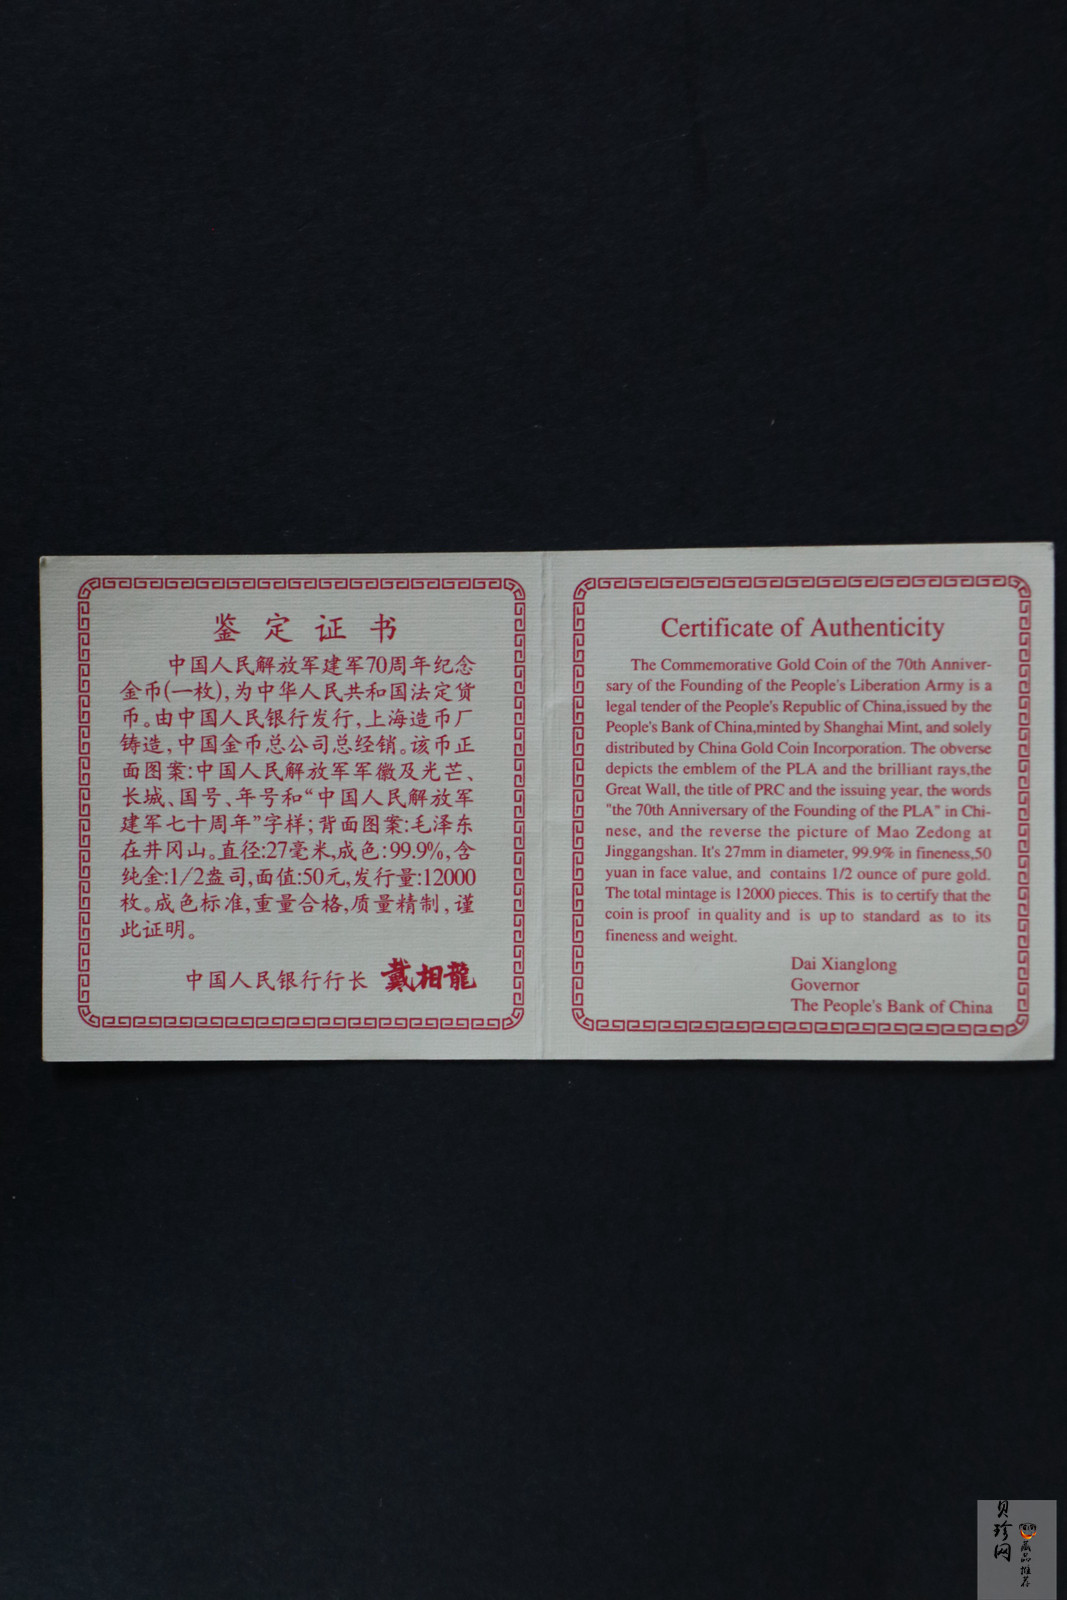 鉴定证书
中国人民解放军建军70周年纪念
金币(一枚),为中华人民共和国法定货
币。由中国人民银行发行,上海造币厂
铸造,中国金币总公司总经销。该币正
面图案:中国人民解放军军徽及光芒、
长城、国号、年号和“中国人民解放军
建军七十周年”字样;背面图案:毛泽东
在井冈山。直径:27毫米,成色:99.9%,含
纯金:1/2盎司,面值:50元,发行量:12000
枚。成色标准,重量合格,质量精制,谨
此证明。
中国人民银行行长 戴相龍
Certificate of Authenticity
The Commemorative Gold Coin of the 70th Anniver-
sary of the Founding of the People's Liberation Army is a
legal tender of the People's Republic of China,issued by the
People's Bank of China,minted by Shanghai Mint, and solely
distributed by China Gold Coin Incorporation. The obverse
depicts the emblem of the PLA and the brilliant rays,the
Great Wall, the title of PRC and the issuing year, the words
"the 70th Anniversary of the Founding of the PLA" in Chi-
nese, and the reverse the picture of Mao Zedong at
Jinggangshan. It's 27mm in diameter, 99.9% in fineness,50
yuan in face value, and contains 1/2 ounce of pure gold.
The total mintage is 12000 pieces. This is to certify that the
coin is proof in quality and is up to standard as to its
fineness and weight.
Dai Xianglong
Governor
The People's Bank of China
贝珍网
藏品推荐